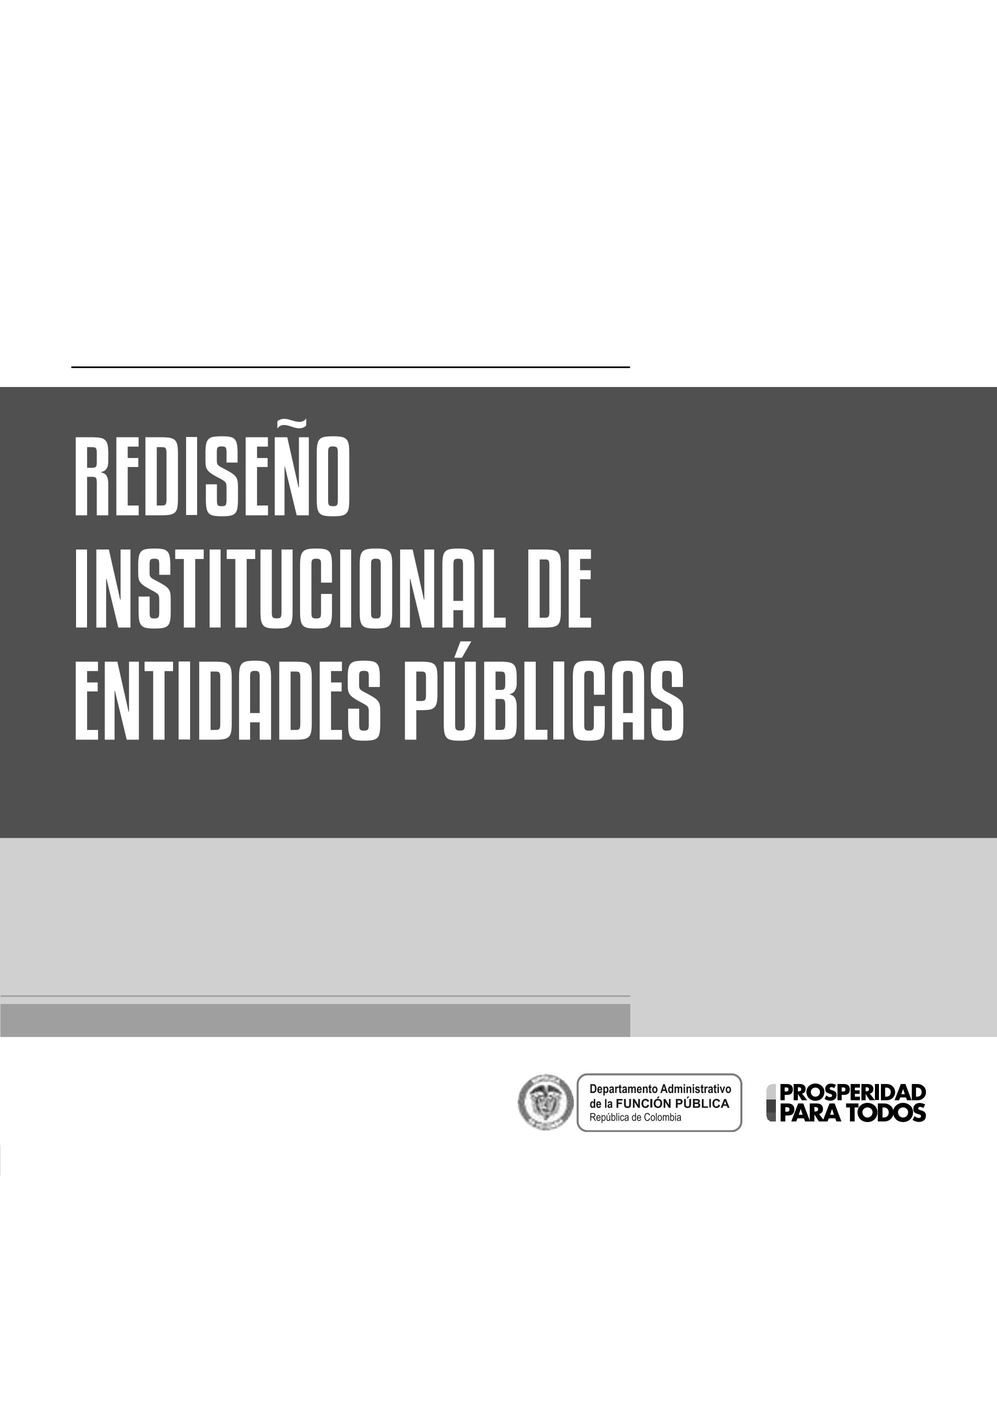 REDISEÑO
INSTITUCIONAL DE
ENTIDADES PÚBLICAS
Departamento Administrativo
de la FUNCIÓN PÚBLICA
República de Colombia
PROSPERIDAD
PARA TODOS